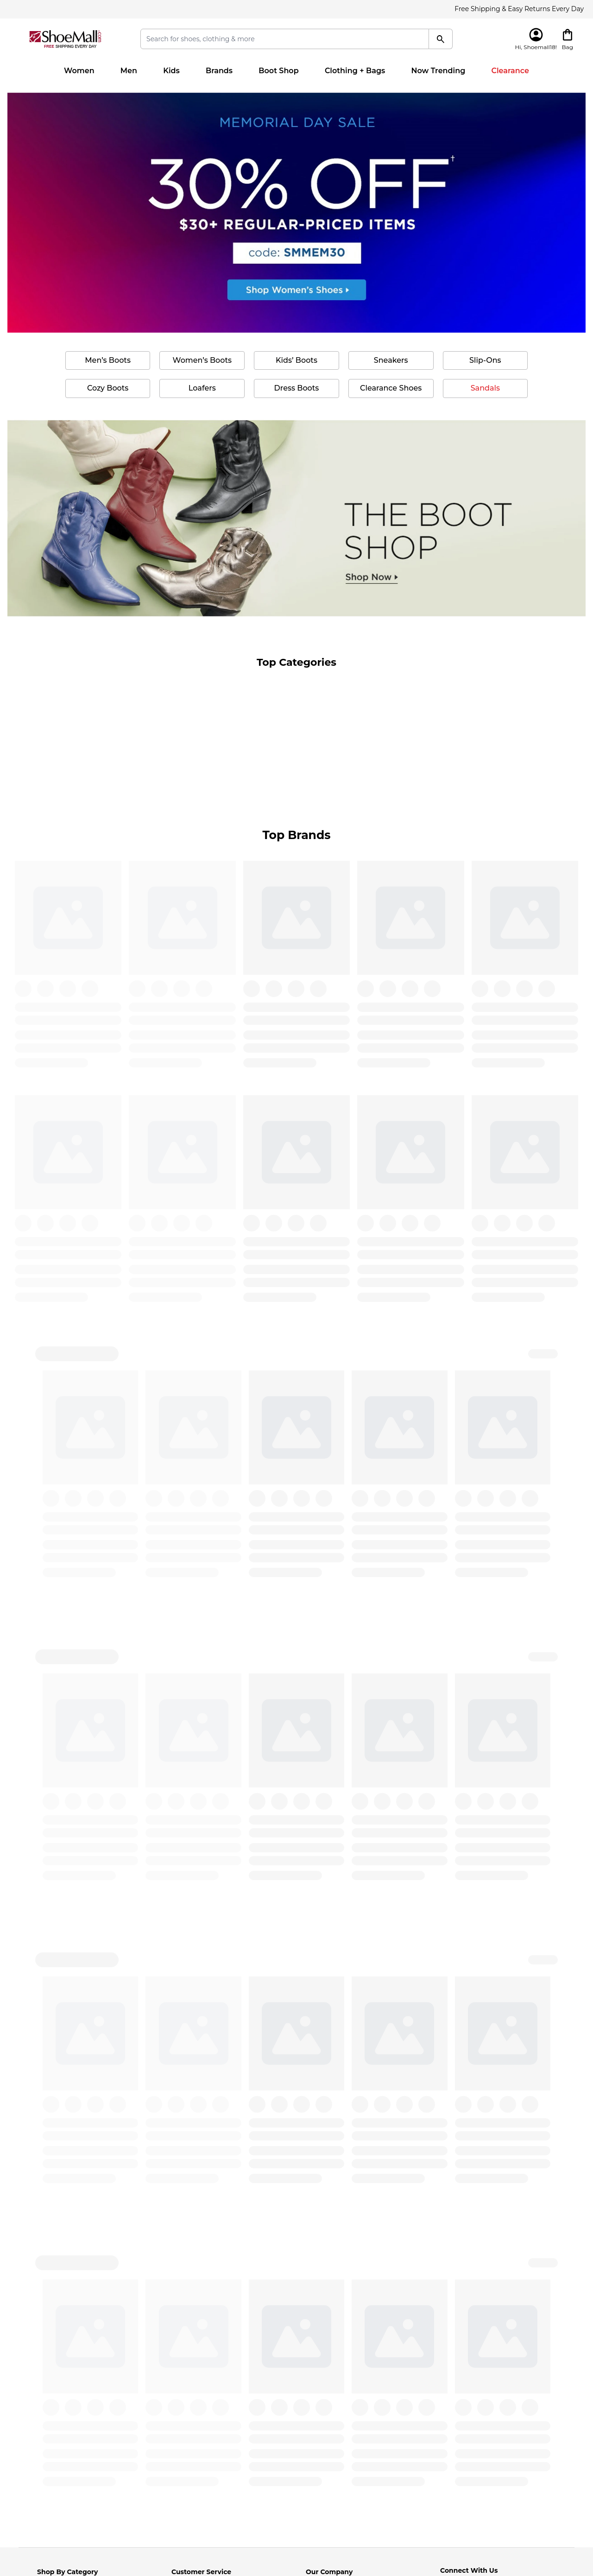 Free Shipping & Easy Returns Every Day
ShoeMall.com
FREE SHIPPING EVERY DAY
Search for shoes, clothing & more
Hi, Shoemall18!
Bag
Women
Men
Kids
Brands
Boot Shop
Clothing + Bags
Now Trending
Clearance
MEMORIAL DAY SALE
30% OFF†
$30+ REGULAR-PRICED ITEMS
code: SMMEM30
Shop Women's Shoes
Men's Boots
Women's Boots
Kids' Boots
Sneakers
Slip-Ons
Cozy Boots
Loafers
Dress Boots
Clearance Shoes
Sandals
THE BOOT
SHOP
Shop Now
Top Categories
Top Brands
Shop By Category
Customer Service
Our Company
Connect With Us